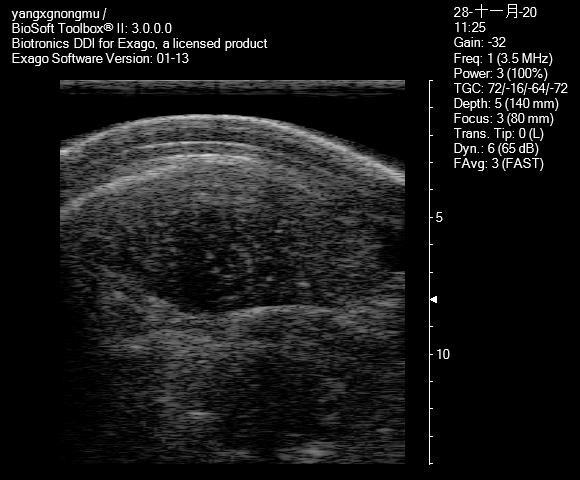 yangxgnongmu /
BioSoft Toolbox® II: 3.0.0.0
Biotronics DDI for Exago, a licensed product
Exago Software Version: 01-13
28-十一月-20
11:25
Gain: -32
Freq: 1 (3.5 MHz)
Power: 3 (100%)
TGC: 72/-16/-64/-72
Depth: 5 (140 mm)
Focus: 3 (80 mm)
Trans. Tip: 0 (L)
Dyn.: 6 (65 dB)
FAvg: 3 (FAST)
5
10